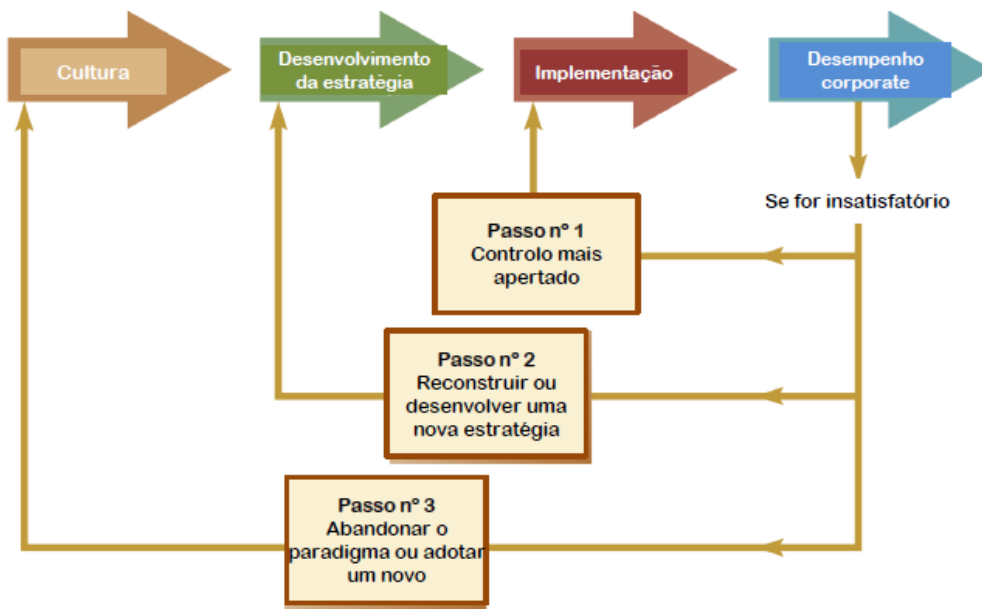 Cultura
Desenvolvimento
da estratégia
Implementação
Desempenho
corporate
Se for insatisfatório
Passo nº 1
Controlo mais
apertado
Passo nº 2
Reconstruir ou
desenvolver uma
nova estratégia
Passo nº 3
Abandonar o
paradigma ou adotar
um novo